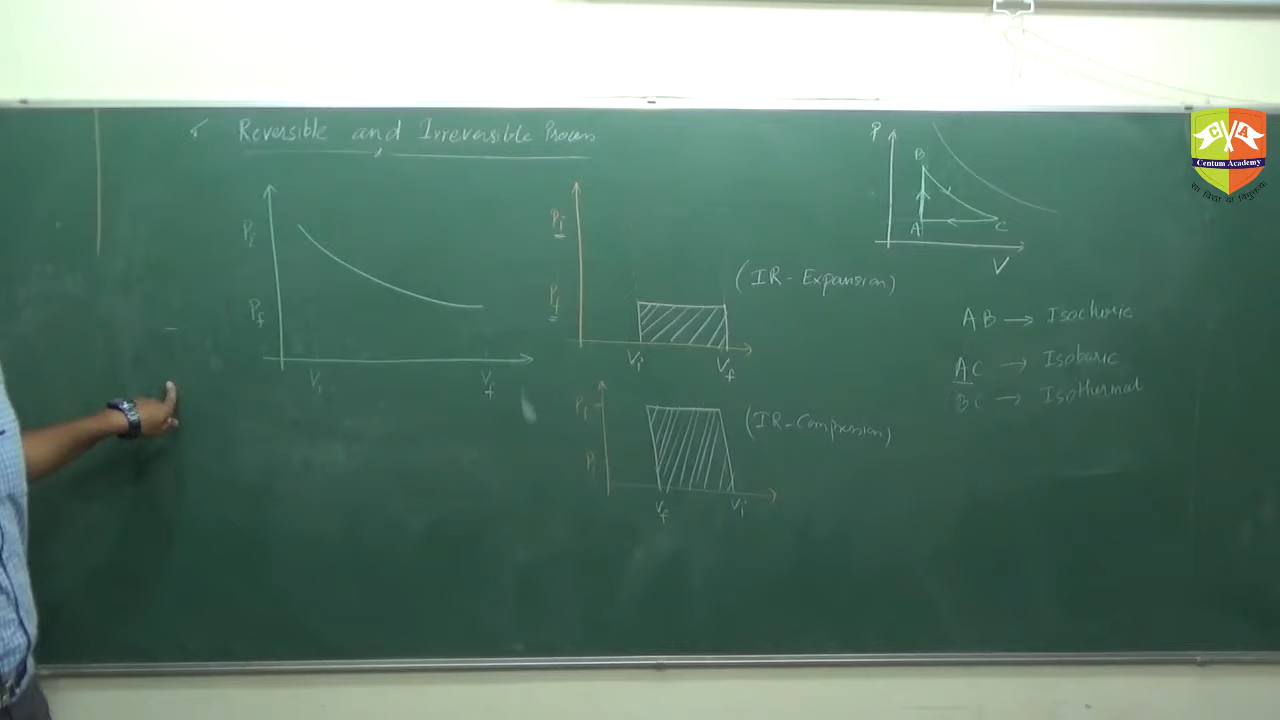 Reversible and Irreversible Process
Pi
Pf
Vi
Vf
Pi
Pf
Vi
Vf
(IR-Expansion)
Pf
Pi
Vf
Vi
(IR-Compression)
P
B
A
C
V
AB → Isochoric
AC → Isobaric
BC → Isothermal
C A
Centum Academy